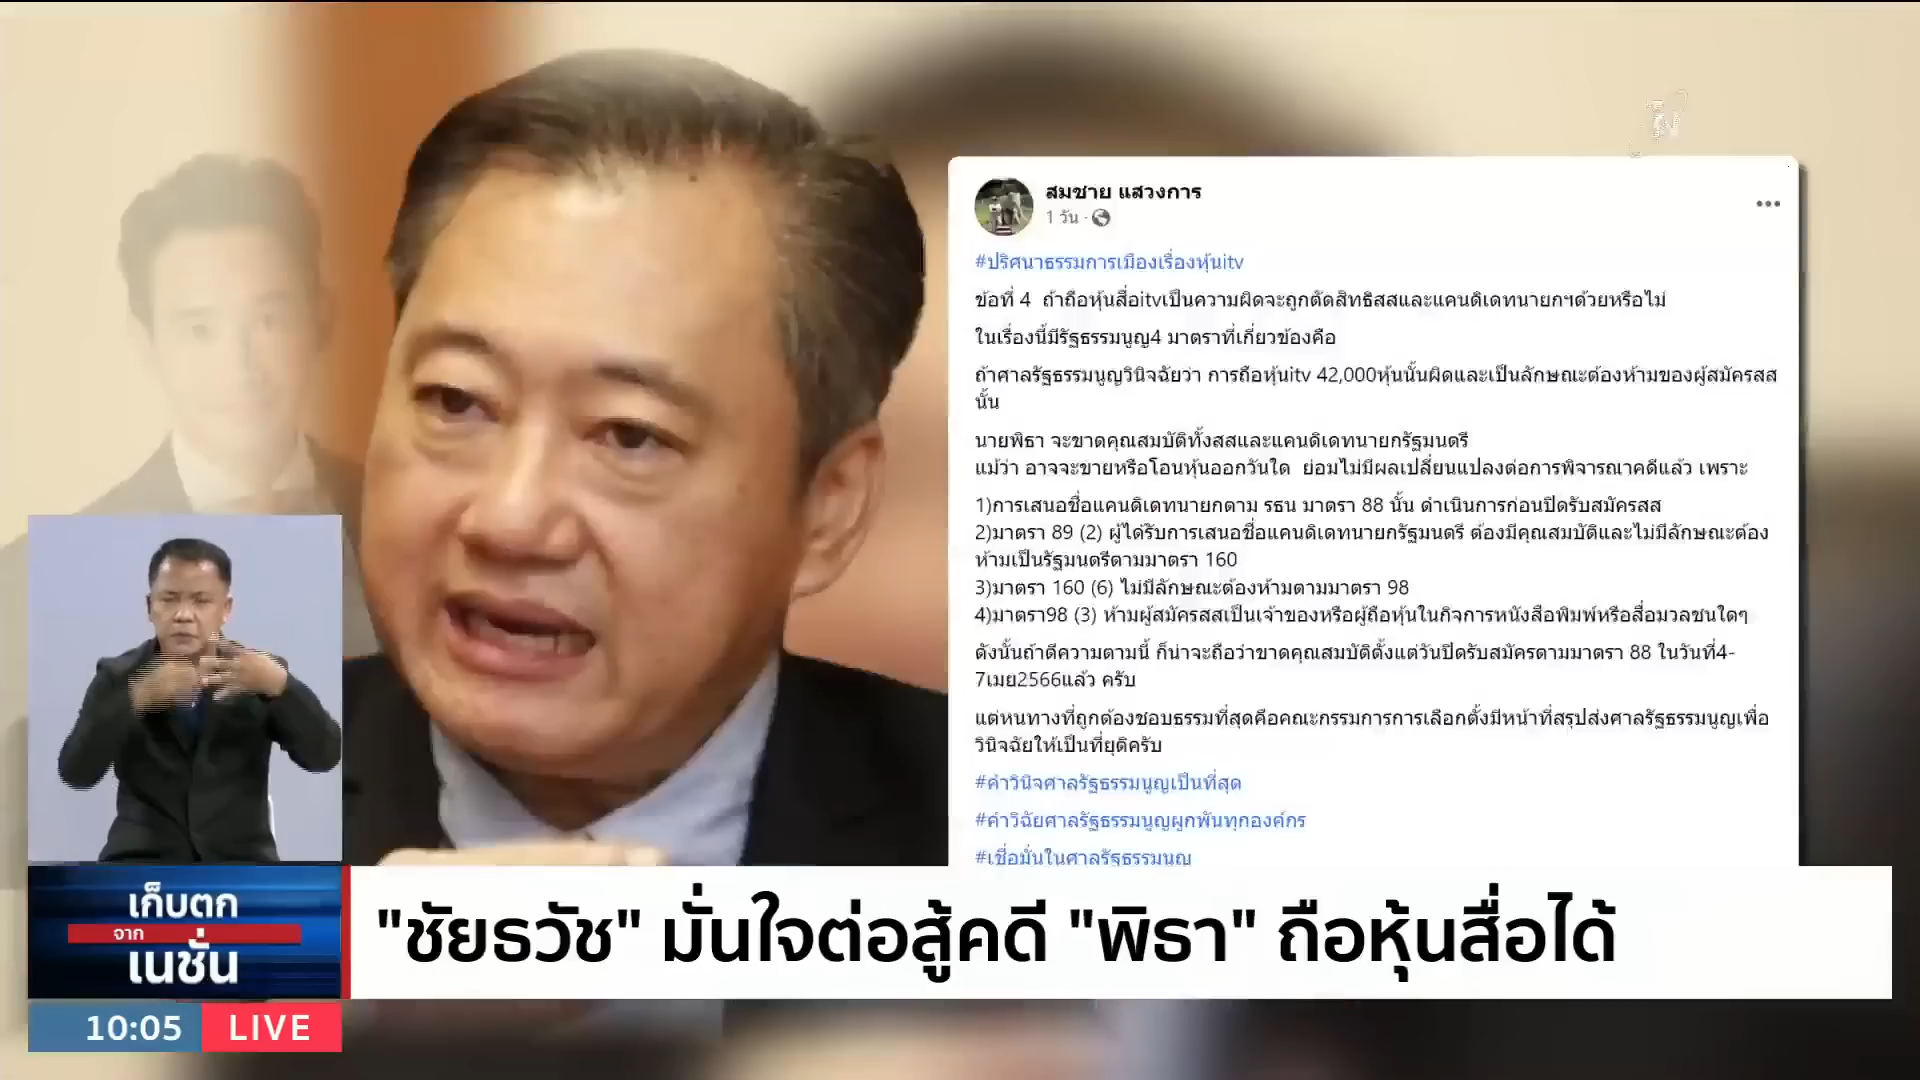 สมชาย แสวงการ
1 วัน ·
#ปริศนาธรรมการเมืองเรื่องหุ้นitv
ข้อที่ 4 ถ้าถือหุ้นสื่อitvเป็นความผิดจะถูกตัดสิทธิสสและแคนดิเดทนายกฯด้วยหรือไม่
ในเรื่องนี้มีรัฐธรรมนูญ4 มาตราที่เกี่ยวข้องคือ
ถ้าศาลรัฐธรรมนูญวินิจฉัยว่า การถือหุ้นitv 42,000หุ้นนั้นผิดและเป็นลักษณะต้องห้ามของผู้สมัครสส
นั้น
นายพิธา จะขาดคุณสมบัติทั้งสสและแคนดิเดทนายกรัฐมนตรี
แม้ว่า อาจจะขายหรือโอนหุ้นออกวันใด ย่อมไม่มีผลเปลี่ยนแปลงต่อการพิจารณาคดีแล้ว เพราะ
1)การเสนอชื่อแคนดิเดทนายกตาม รธน มาตรา 88 นั้น ดำเนินการก่อนปิดรับสมัครสส
2)มาตรา 89 (2) ผู้ได้รับการเสนอชื่อแคนดิเดทนายกรัฐมนตรี ต้องมีคุณสมบัติและไม่มีลักษณะต้อง
ห้ามเป็นรัฐมนตรีตามมาตรา 160
3)มาตรา 160 (6) ไม่มีลักษณะต้องห้ามตามมาตรา 98
4)มาตรา98 (3) ห้ามผู้สมัครสสเป็นเจ้าของหรือผู้ถือหุ้นในกิจการหนังสือพิมพ์หรือสื่อมวลชนใดๆ
ดังนั้นถ้าตีความตามนี้ ก็น่าจะถือว่าขาดคุณสมบัติตั้งแต่วันปิดรับสมัครตามมาตรา 88 ในวันที่4-
7เมย2566แล้ว ครับ
แต่หนทางที่ถูกต้องชอบธรรมที่สุดคือคณะกรรมการการเลือกตั้งมีหน้าที่สรุปส่งศาลรัฐธรรมนูญเพื่อ
วินิจฉัยให้เป็นที่ยุติครับ
#คำวินิจศาลรัฐธรรมนูญเป็นที่สุด
#คำวิฉัยศาลรัฐธรรมนูญผูกพันทุกองค์กร
#เชื่อมั่นในศาลรัฐธรรมนูญ
เก็บตก
จาก
เนชั่น
"ชัยธวัช" มั่นใจต่อสู้คดี "พิธา" ถือหุ้นสื่อได้
10:05 LIVE